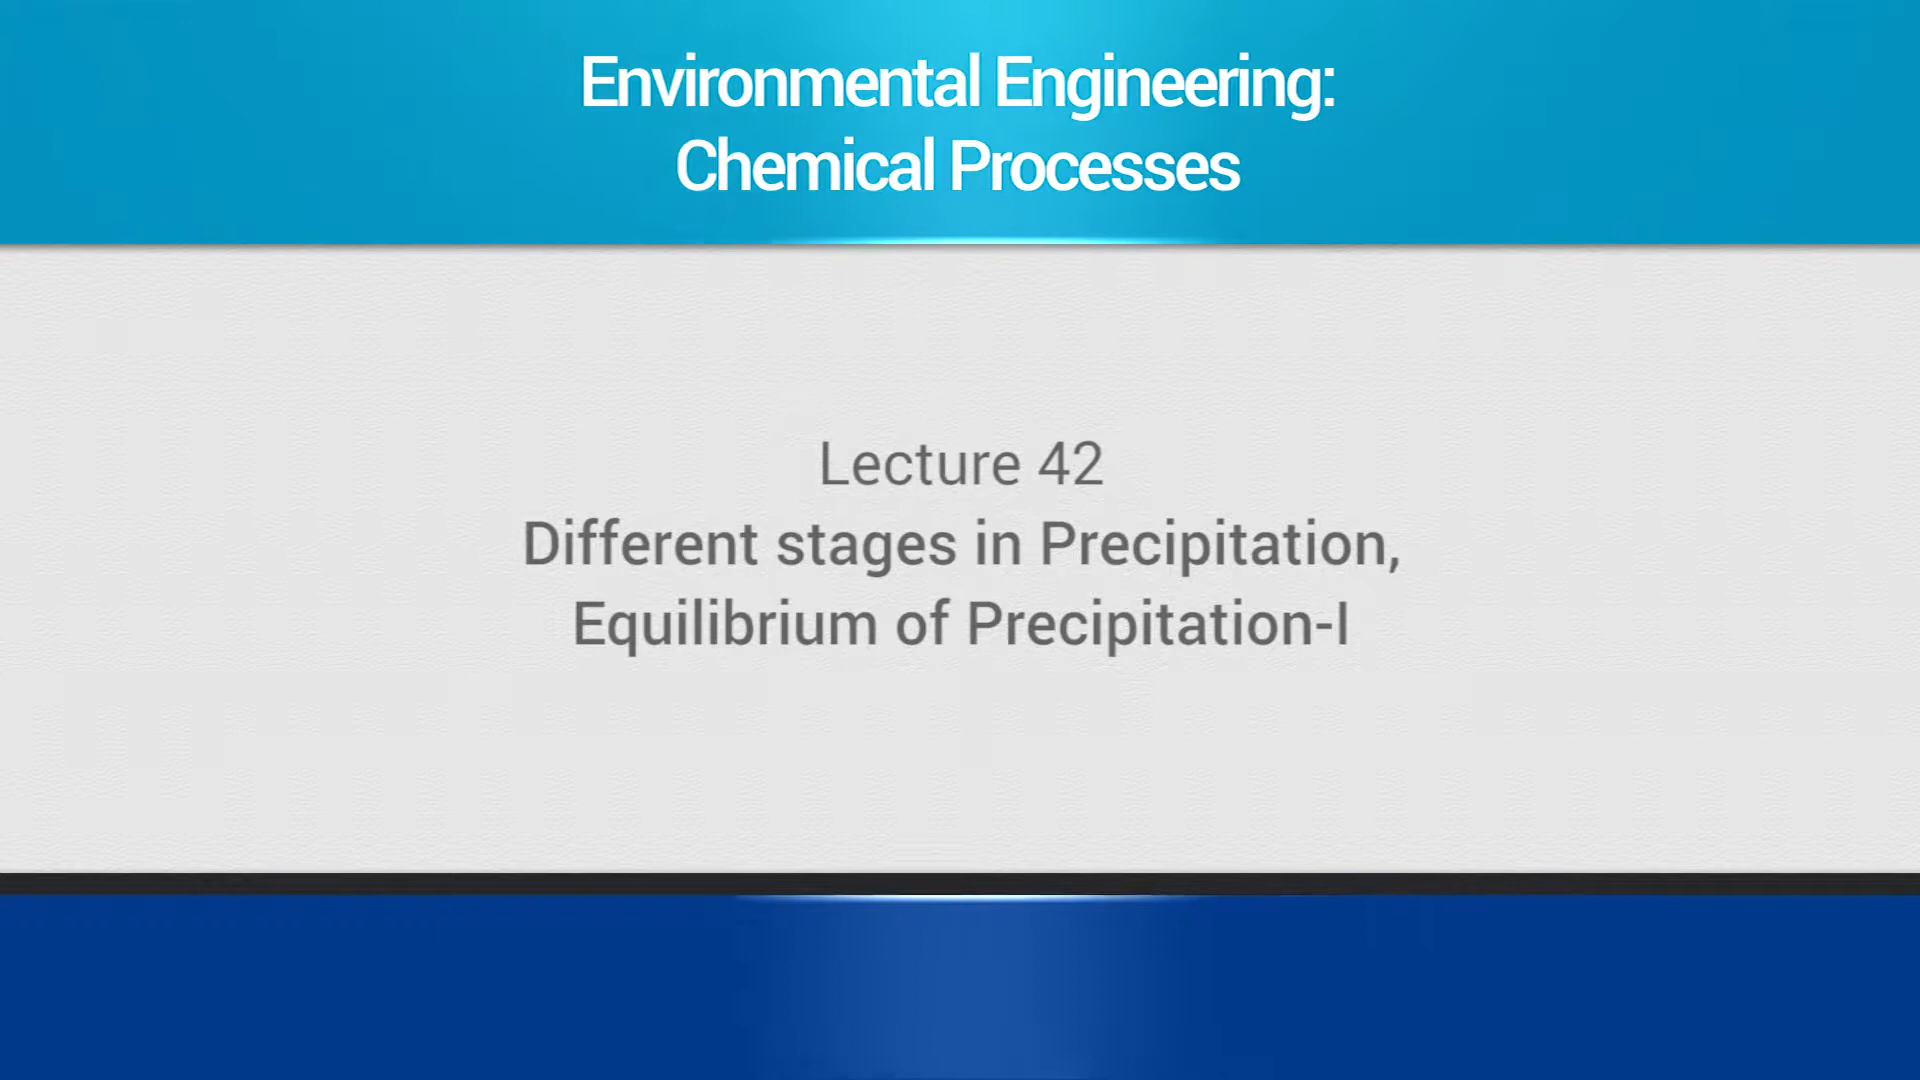 Environmental Engineering:
Chemical Processes
Lecture 42
Different stages in Precipitation,
Equilibrium of Precipitation-I